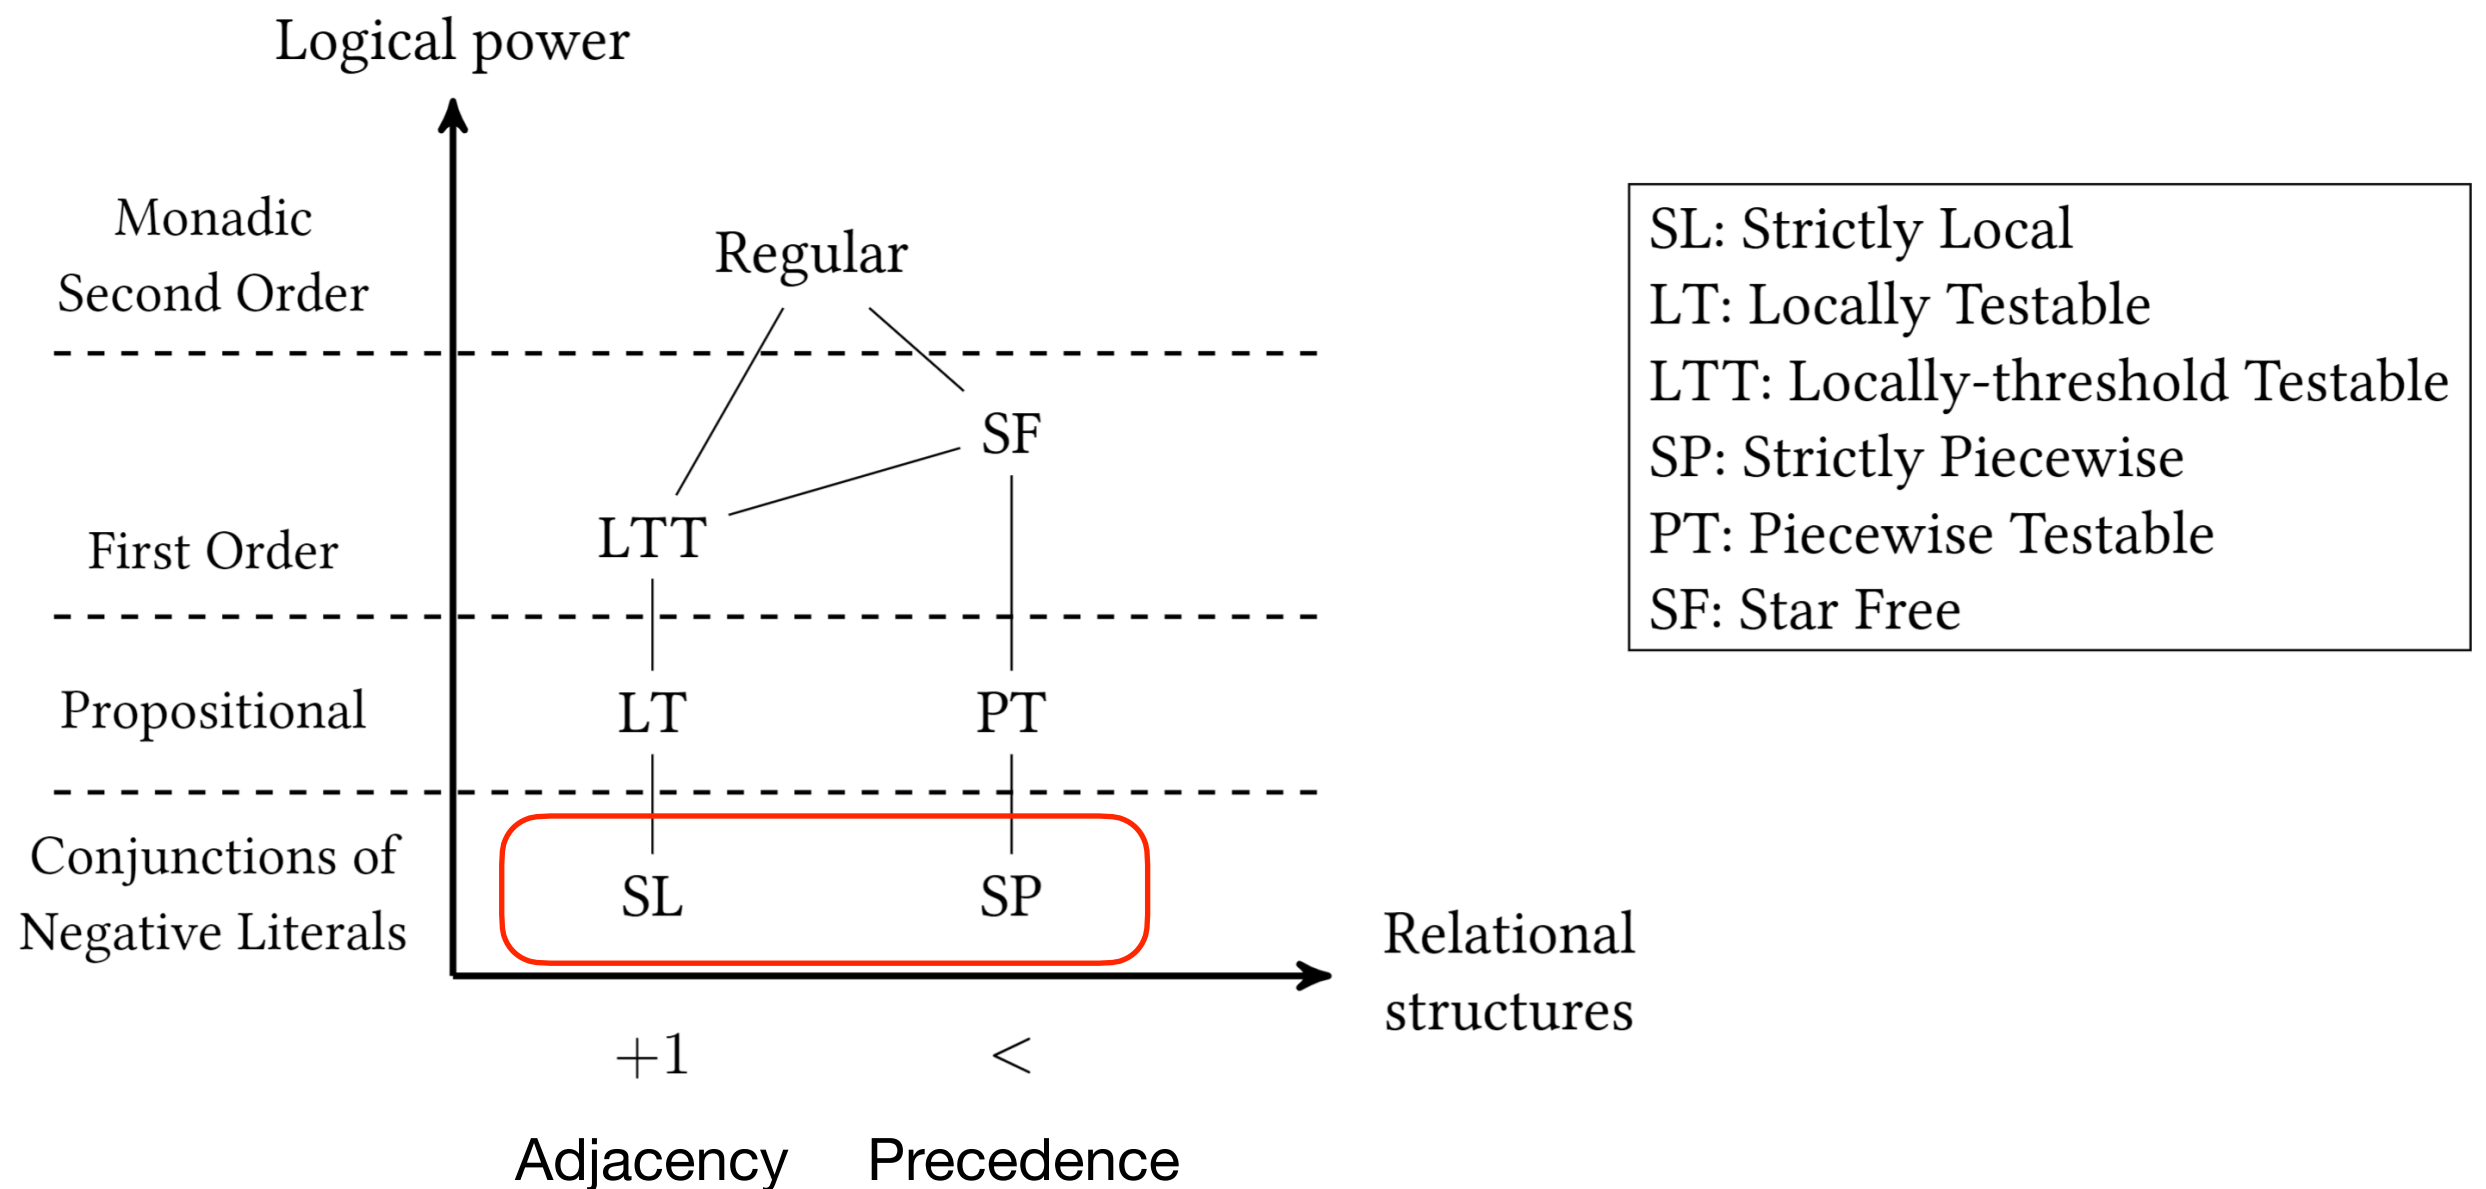 Logical power
Monadic
Second Order
Regular
SF
LTT
First Order
LT
PT
Propositional
Conjunctions of
Negative Literals
SL
SP
Relational
structures
+1
<
Adjacency
Precedence
SL: Strictly Local
LT: Locally Testable
LTT: Locally-threshold Testable
SP: Strictly Piecewise
PT: Piecewise Testable
SF: Star Free